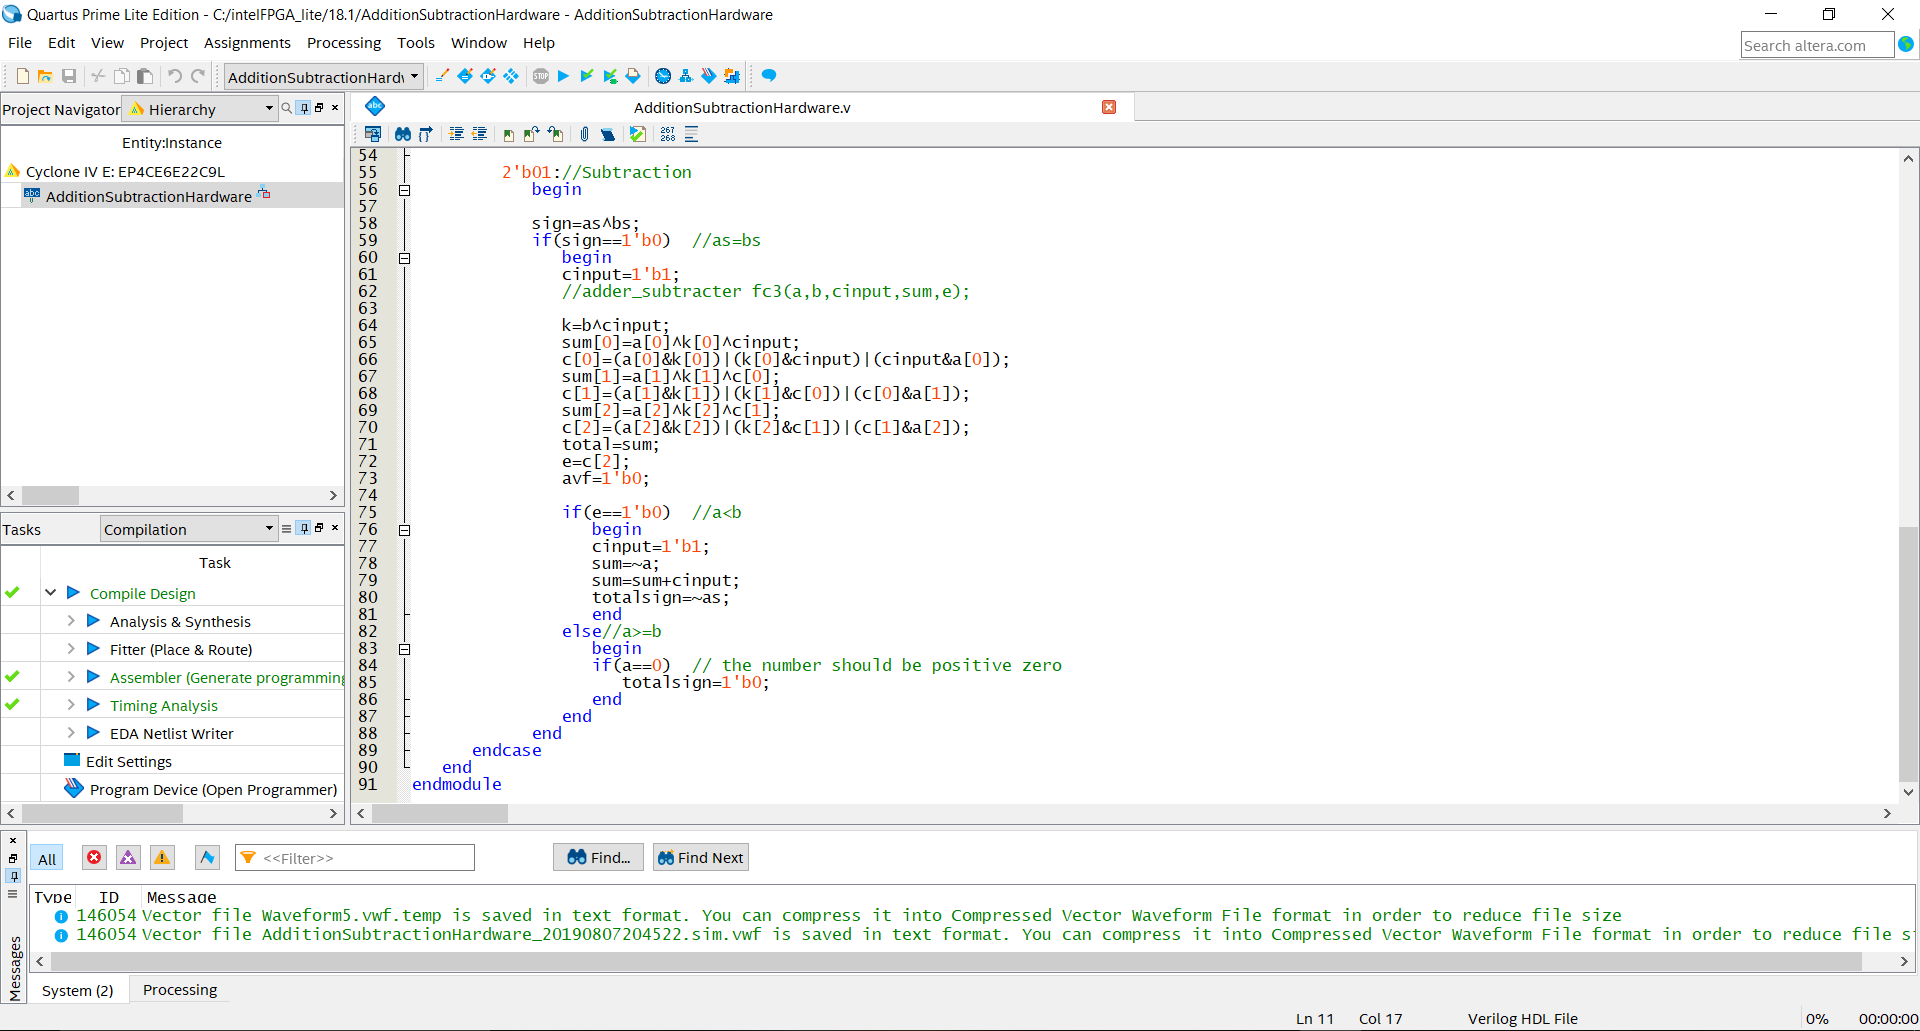 Quartus Prime Lite Edition - C:/intelFPGA_lite/18.1/AdditionSubtractionHardware - AdditionSubtractionHardware
File Edit View Project Assignments Processing Tools Window Help
Search altera.com
AdditionSubtractionHardw
Project Navigator Hierarchy
Entity:Instance
Cyclone IV E: EP4CE6E22C9L
AdditionSubtractionHardware
Tasks Compilation
Task
Compile Design
Analysis & Synthesis
Fitter (Place & Route)
Assembler (Generate programming
Timing Analysis
EDA Netlist Writer
Edit Settings
Program Device (Open Programmer)
AdditionSubtractionHardware.v
267
268
54
55 2'b01://Subtraction
56 begin
57
58 sign=as^bs;
59 if(sign==1'b0) //as=bs
60 begin
61 cinput=1'b1;
62 //adder_subtracter fc3(a,b,cinput,sum,e);
63
64 k=b^cinput;
65 sum[0]=a[0]^k[0]^cinput;
66 c[0]=(a[0]&k[0])|(k[0]&cinput)|(cinput&a[0]);
67 sum[1]=a[1]^k[1]^c[0];
68 c[1]=(a[1]&k[1])|(k[1]&c[0])|(c[0]&a[1]);
69 sum[2]=a[2]^k[2]^c[1];
70 c[2]=(a[2]&k[2])|(k[2]&c[1])|(c[1]&a[2]);
71 total=sum;
72 e=c[2];
73 avf=1'b0;
74
75 if(e==1'b0) //a<b
76 begin
77 cinput=1'b1;
78 sum=~a;
79 sum=sum+cinput;
80 totalsign=~as;
81 end
82 else//a>=b
83 begin
84 if(a==0) // the number should be positive zero
85 totalsign=1'b0;
86 end
87 end
88 end
89 endcase
90 end
91 endmodule
All <<Filter>> Find... Find Next
Type ID Message
146054 Vector file Waveform5.vwf.temp is saved in text format. You can compress it into Compressed Vector Waveform File format in order to reduce file size
146054 Vector file AdditionSubtractionHardware_20190807204522.sim.vwf is saved in text format. You can compress it into Compressed Vector Waveform File format in order to reduce file s
Messages
System (2) Processing
Ln 11 Col 17 Verilog HDL File 0% 00:00:00